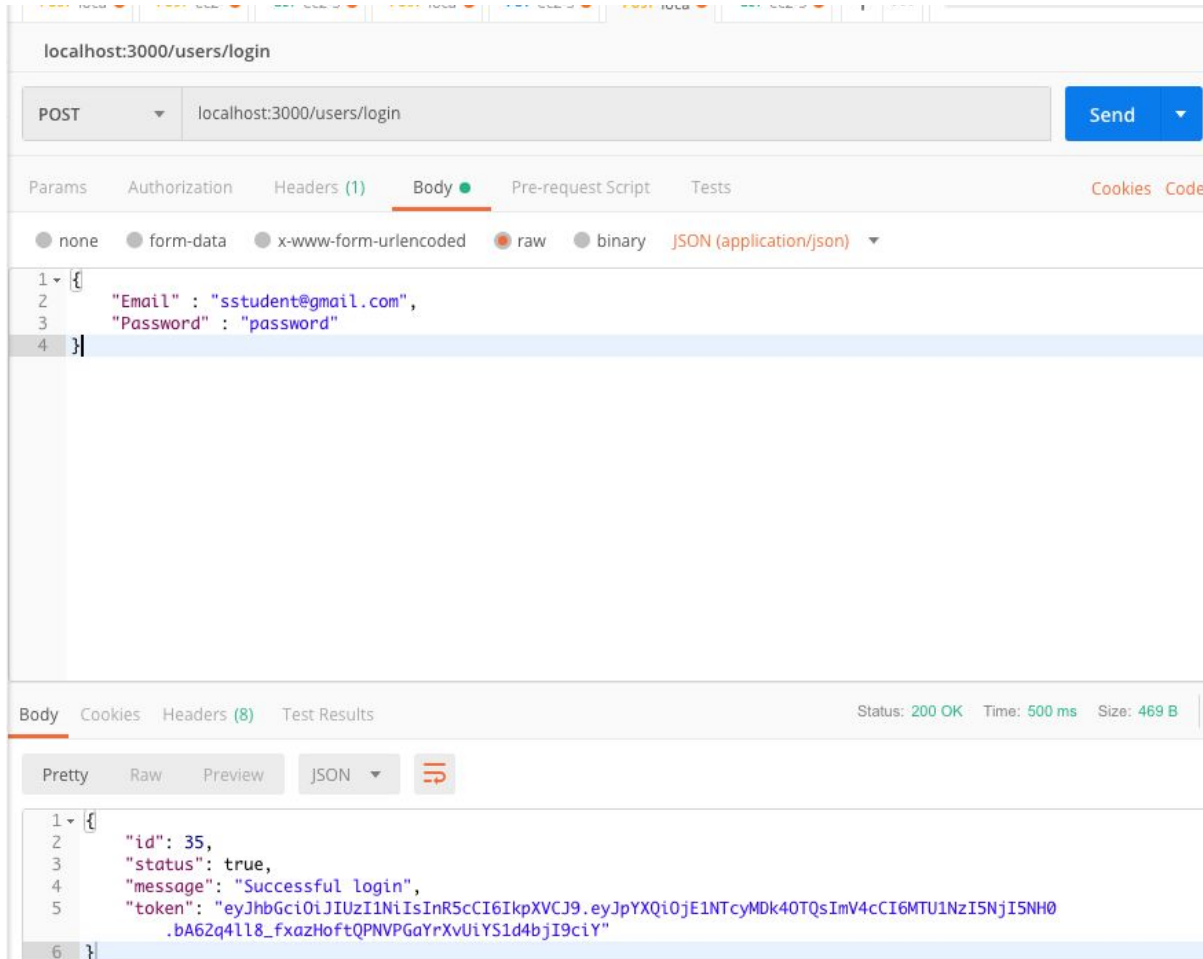 localhost:3000/users/login
POST localhost:3000/users/login Send
Params Authorization Headers (1) Body Pre-request Script Tests Cookies Code
none form-data x-www-form-urlencoded raw binary JSON (application/json)
1 {
2 "Email" : "sstudent@gmail.com",
3 "Password" : "password"
4 }
Body Cookies Headers (8) Test Results Status: 200 OK Time: 500 ms Size: 469 B
Pretty Raw Preview JSON
1 {
2 "id": 35,
3 "status": true,
4 "message": "Successful login",
5 "token": "eyJhbGciOiJIUzI1NiIsInR5cCI6IkpXVCJ9.eyJpYXQiOjE1NTcyMDk4OTQsImV4cCI6MTU1NzI5NjI5NH0
.bA62q4ll8_fxazHoftQPNVPGaYrXvUiYS1d4bjI9ciY"
6 }